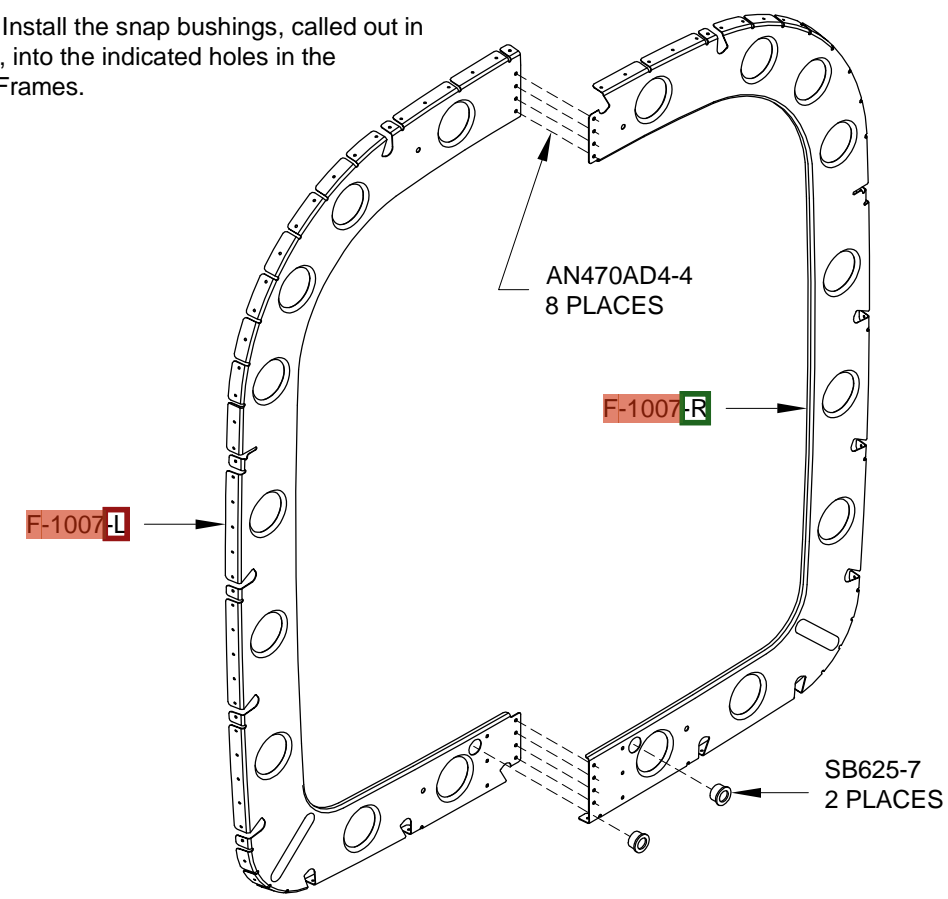 Install the snap bushings, called out in
, into the indicated holes in the
Frames.
AN470AD4-4
8 PLACES
F-1007-R
F-1007-L
SB625-7
2 PLACES